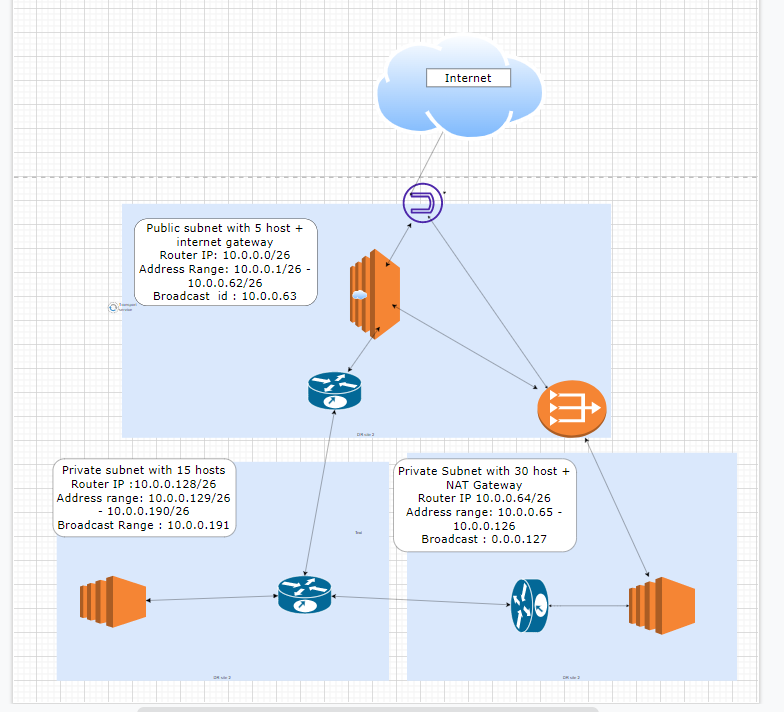 Internet
Public subnet with 5 host +
internet gateway
Router IP: 10.0.0.0/26
Address Range: 10.0.0.1/26 -
10.0.0.62/26
Broadcast id : 10.0.0.63
Private subnet with 15 hosts
Router IP :10.0.0.128/26
Address range: 10.0.0.129/26
- 10.0.0.190/26
Broadcast Range : 10.0.0.191
Private Subnet with 30 host +
NAT Gateway
Router IP 10.0.0.64/26
Address range: 10.0.0.65 -
10.0.0.126
Broadcast : 0.0.0.127
Text